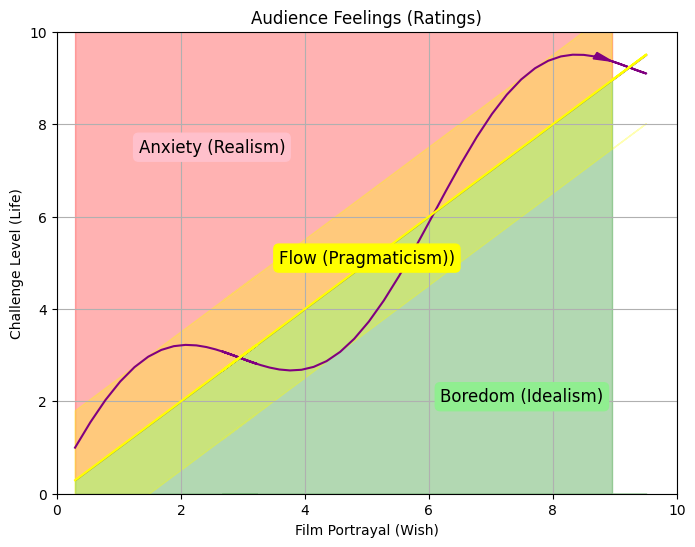 Audience Feelings (Ratings)
10
8
6
4
2
0
Challenge Level (Life)
Anxiety (Realism)
Flow (Pragmaticism))
Boredom (Idealism)
0 2 4 6 8 10
Film Portrayal (Wish)